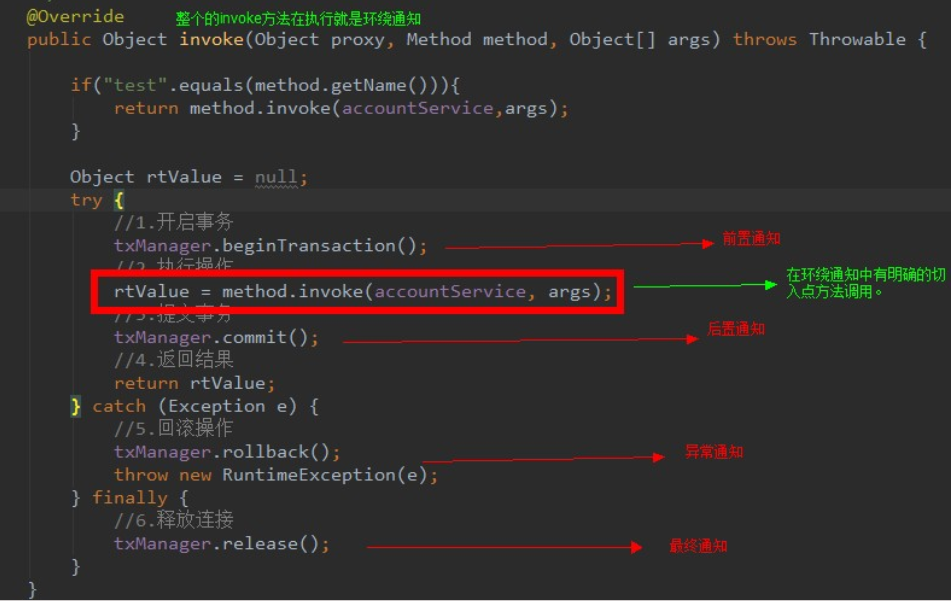 @Override 整个的invoke方法在执行就是环绕通知
public Object invoke(Object proxy, Method method, Object[] args) throws Throwable {
if("test".equals(method.getName())){
return method.invoke(accountService,args);
}
Object rtValue = null;
try {
//1.开启事务
txManager.beginTransaction(); 前置通知
//2.执行操作
rtValue = method.invoke(accountService, args); 在环绕通知中有明确的切
入点方法调用。
//3.提交事务
txManager.commit(); 后置通知
//4.返回结果
return rtValue;
} catch (Exception e) {
//5.回滚操作
txManager.rollback(); 异常通知
throw new RuntimeException(e);
} finally {
//6.释放连接
txManager.release(); 最终通知
}
}